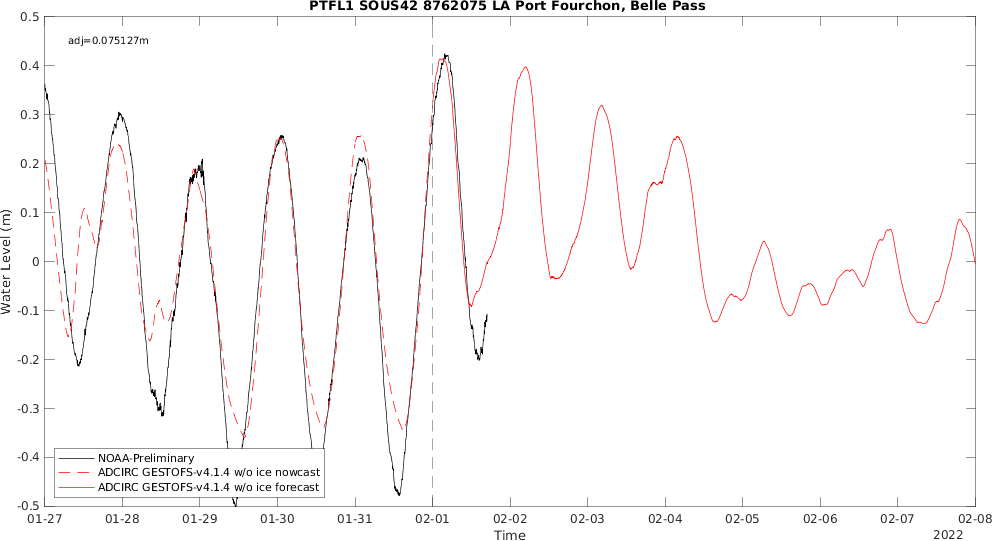 PTFL1 SOUS42 8762075 LA Port Fourchon, Belle Pass
adj=0.075127m
0.5
0.4
0.3
0.2
0.1
0
-0.1
-0.2
-0.3
-0.4
-0.5
Water Level (m)
NOAA-Preliminary
ADCIRC GESTOFS-v4.1.4 w/o ice nowcast
ADCIRC GESTOFS-v4.1.4 w/o ice forecast
01-27 01-28 01-29 01-30 01-31 02-01 02-02 02-03 02-04 02-05 02-06 02-07 02-08
Time
2022